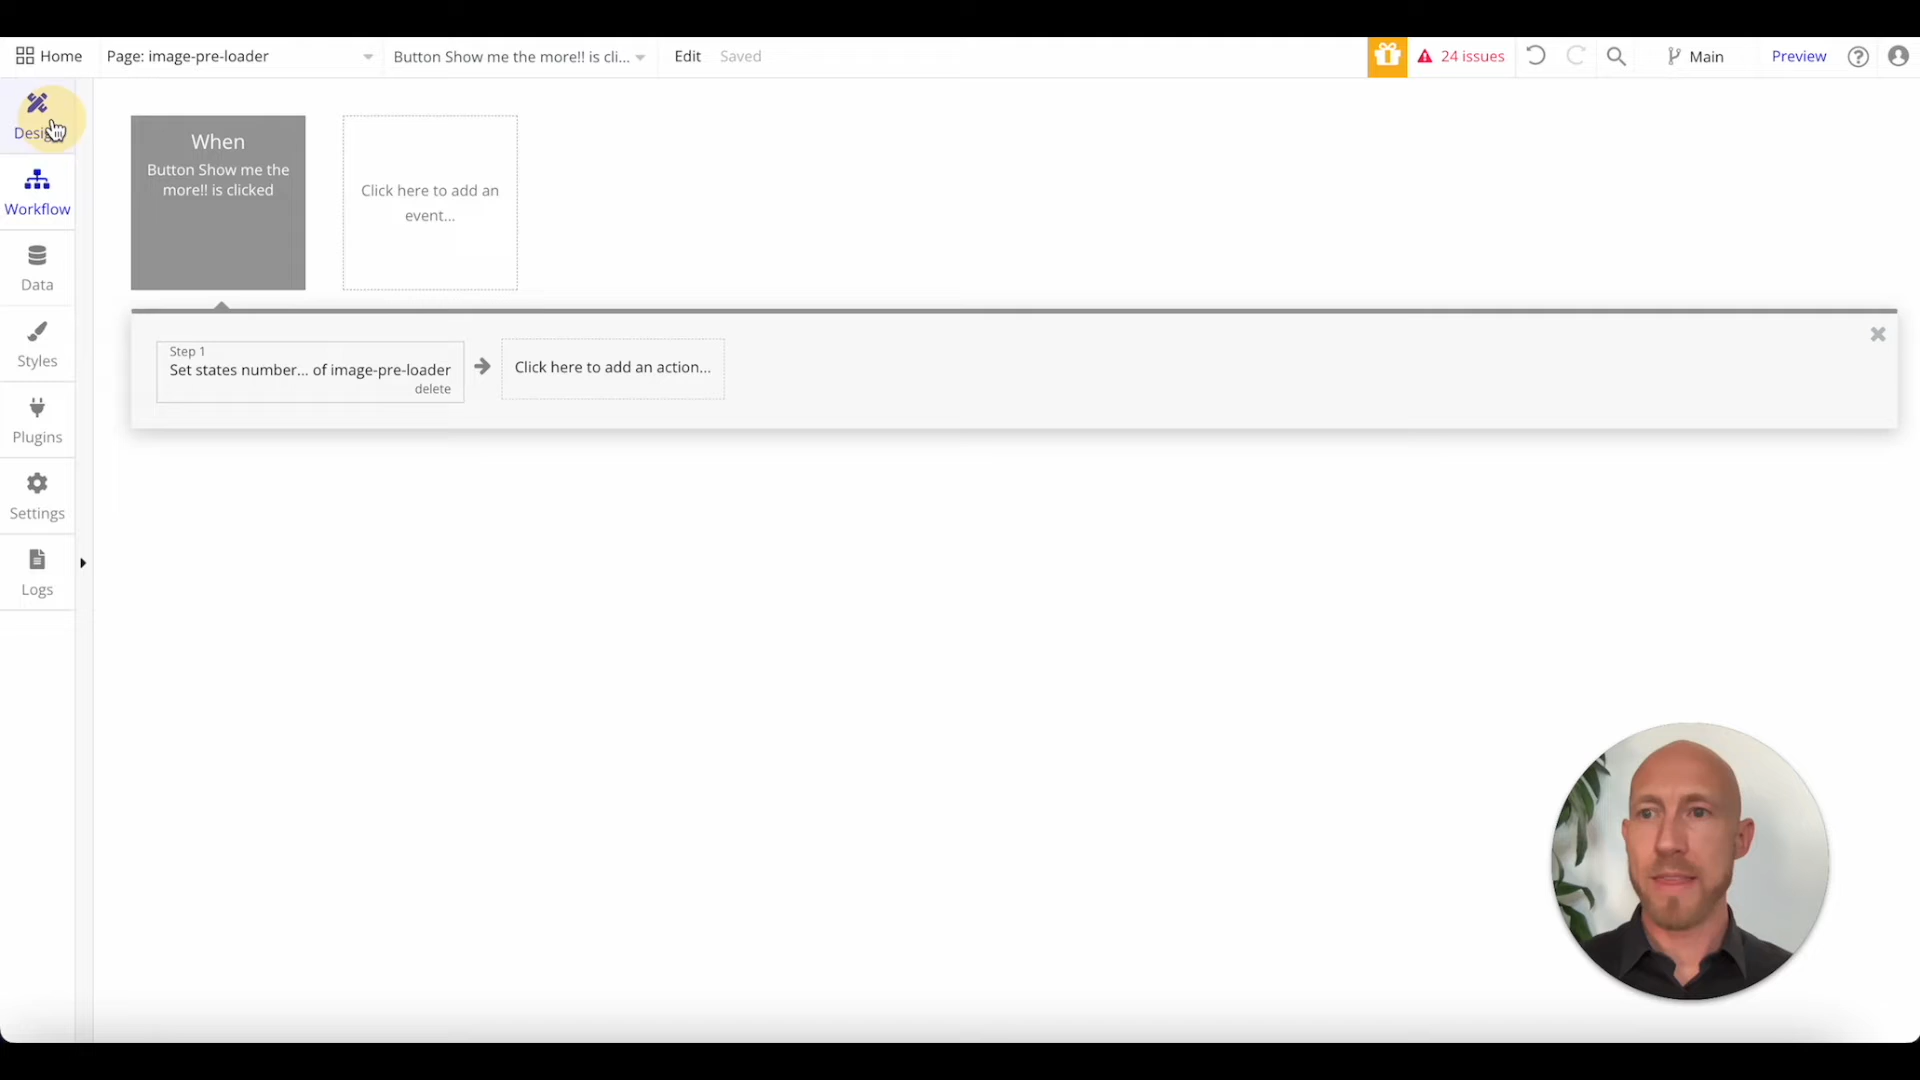 Home
Page: image-pre-loader
Button Show me the more!! is cli...
Edit
Saved
24 issues
Main
Preview
Design
Workflow
Data
Styles
Plugins
Settings
Logs
When
Button Show me the
more!! is clicked
Click here to add an
event...
Step 1
Set states number... of image-pre-loader
delete
Click here to add an action...